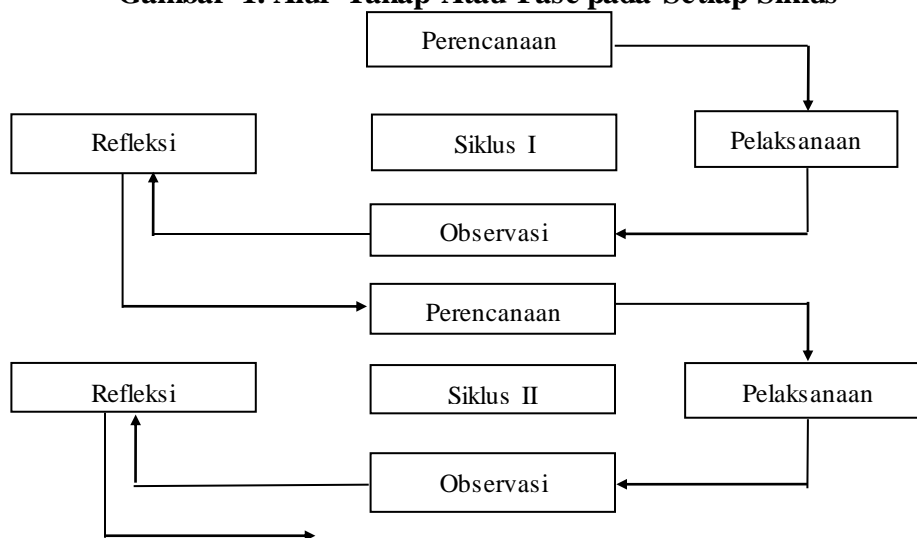 Gambar 1. Alur Tahap Atau Fase pada Setiap Siklus
Perencanaan
Refleksi
Siklus I
Pelaksanaan
Observasi
Perencanaan
Refleksi
Siklus II
Pelaksanaan
Observasi